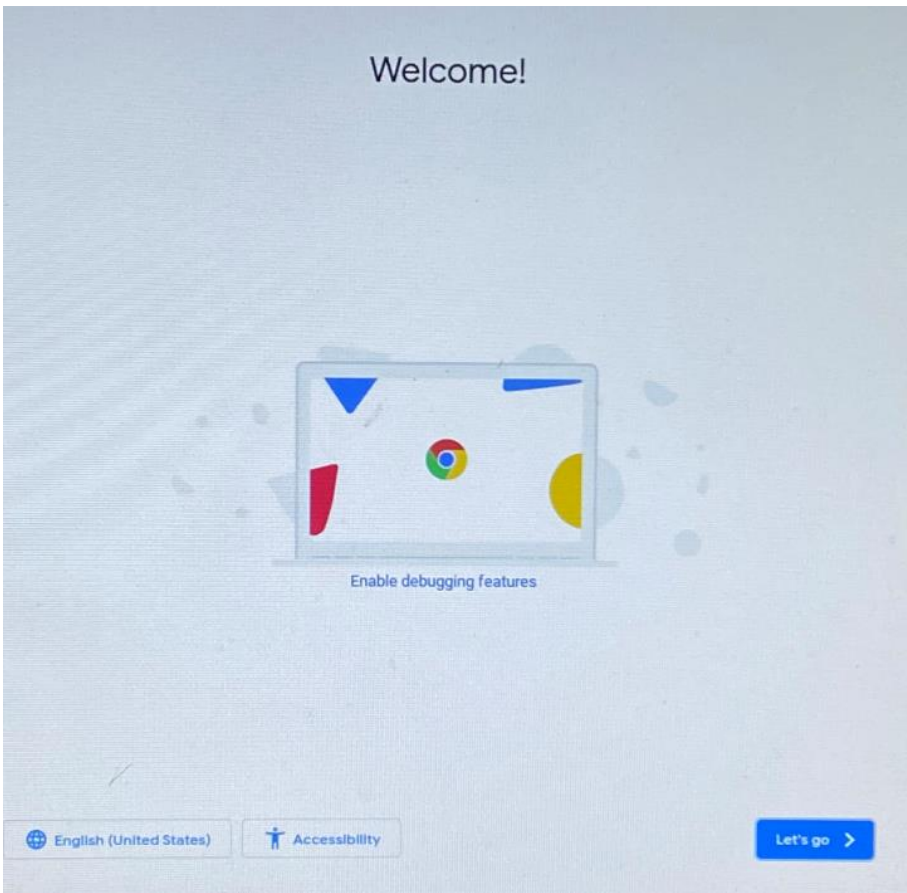 Welcome!
Enable debugging features
English (United States)
Accessibility
Let's go